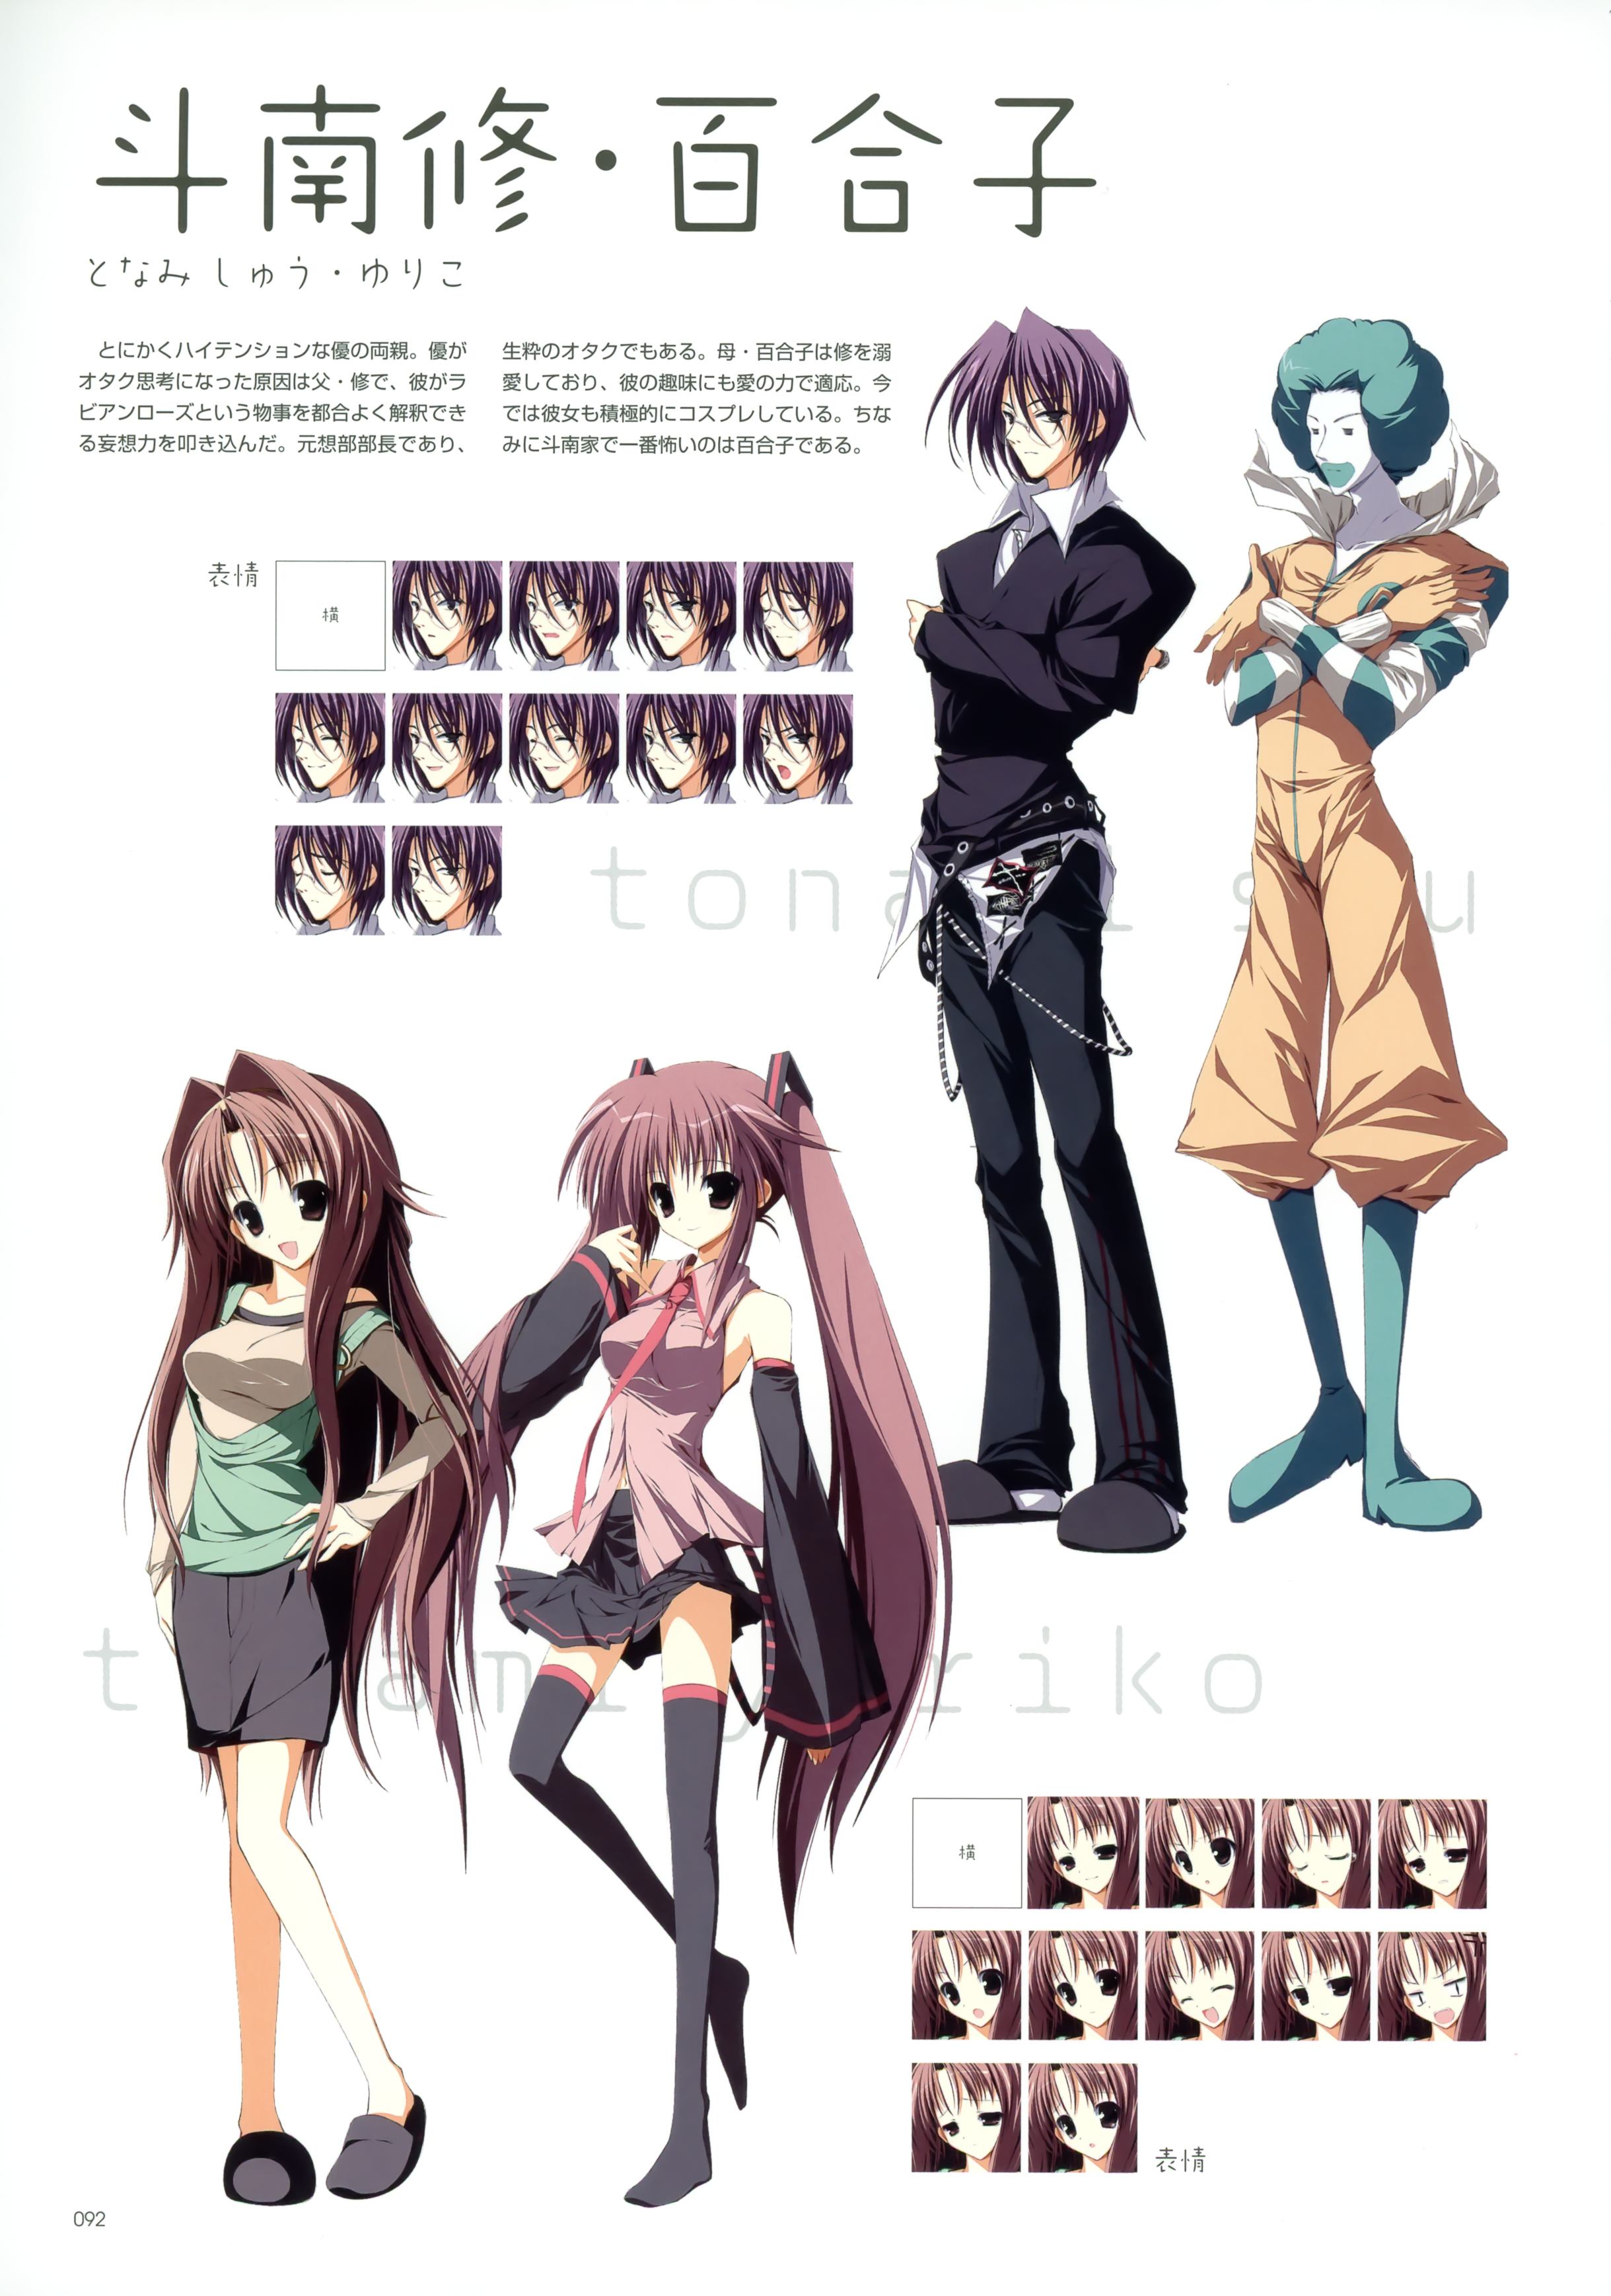 斗南修・百合子
となみ しゅう・ゆりこ
とにかくハイテンションな優の両親。優が
オタク思考になった原因は父・修で、彼がラ
ビアンローズという物事を都合よく解釈でき
る妄想力を叩き込んだ。元想部部長であり、
生粋のオタクでもある。母・百合子は修を溺
愛しており、彼の趣味にも愛の力で適応。今
では彼女も積極的にコスプレしている。ちな
みに斗南家で一番怖いのは百合子である。
表情
横
横
表情
092